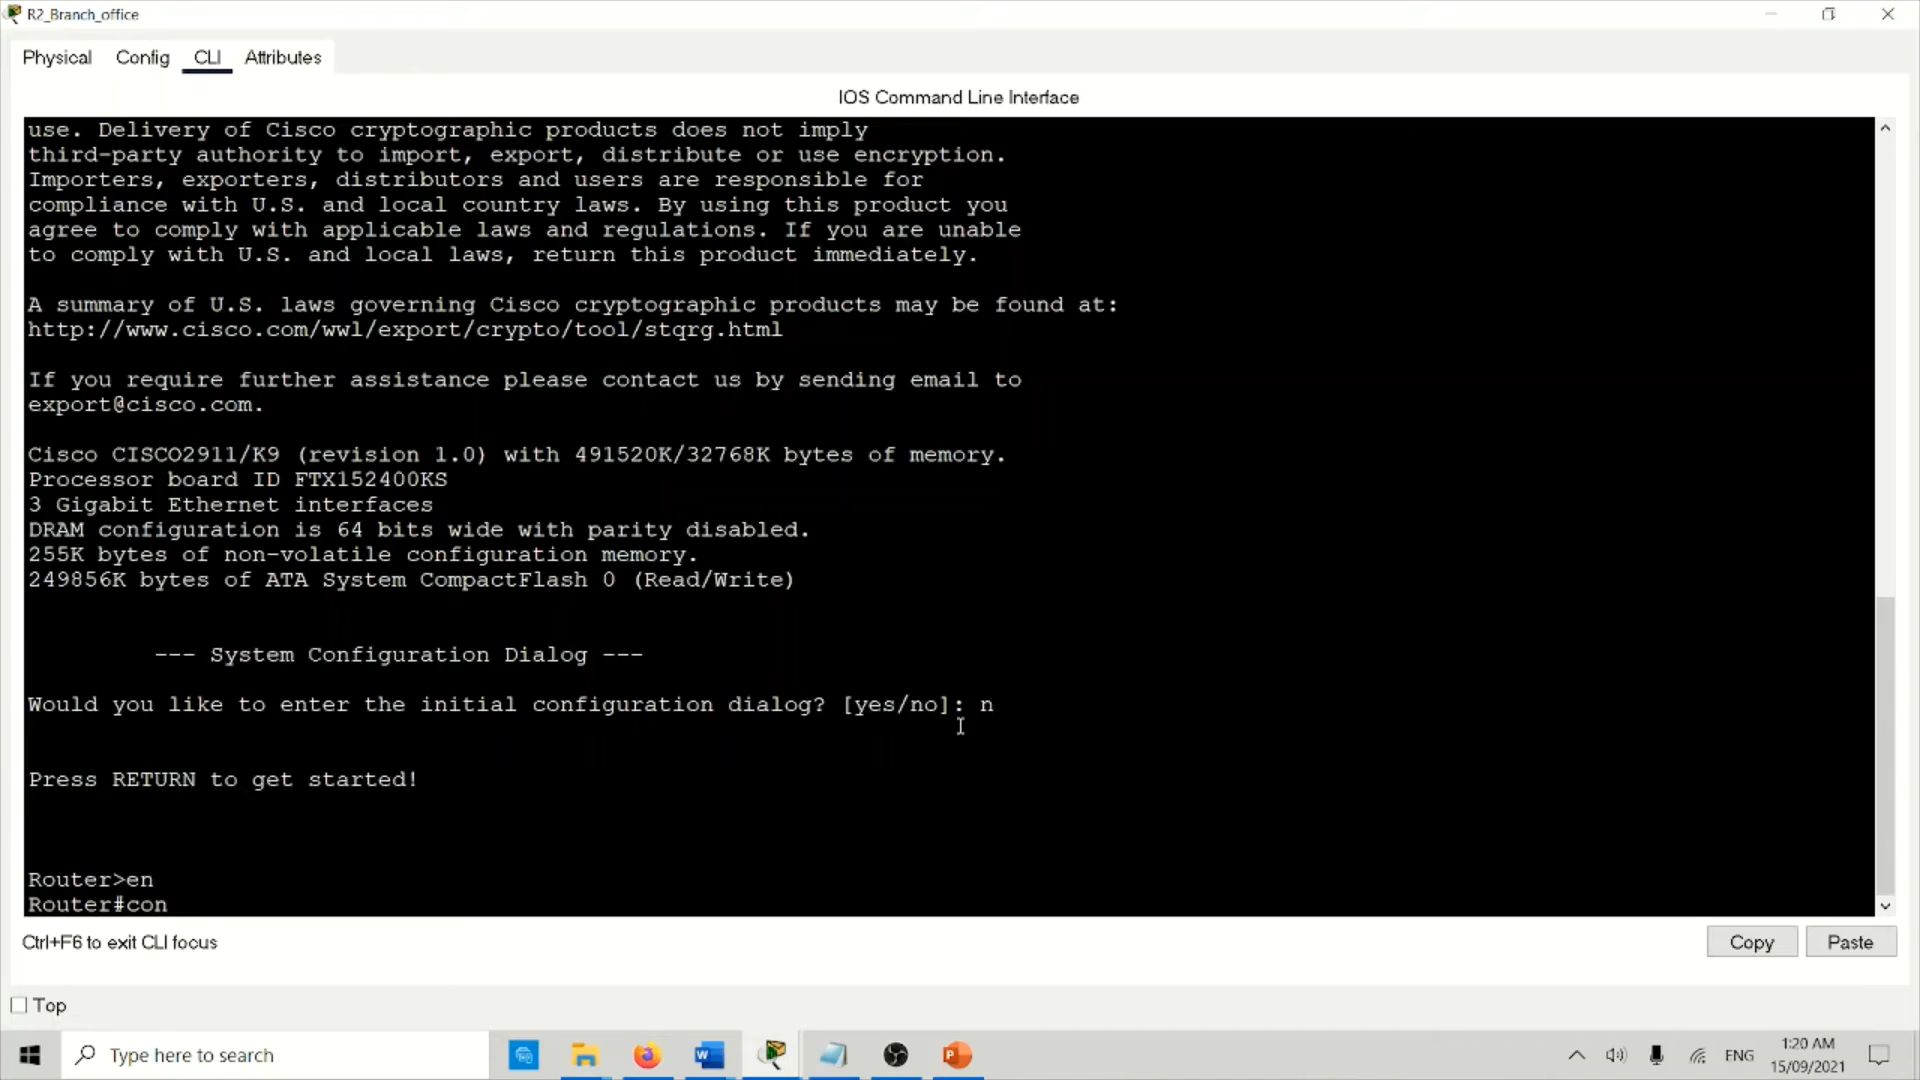 R2_Branch_office
Physical Config CLI Attributes
IOS Command Line Interface
use. Delivery of Cisco cryptographic products does not imply
third-party authority to import, export, distribute or use encryption.
Importers, exporters, distributors and users are responsible for
compliance with U.S. and local country laws. By using this product you
agree to comply with applicable laws and regulations. If you are unable
to comply with U.S. and local laws, return this product immediately.
A summary of U.S. laws governing Cisco cryptographic products may be found at:
http://www.cisco.com/wwl/export/crypto/tool/stqrg.html
If you require further assistance please contact us by sending email to
export@cisco.com.
Cisco CISCO2911/K9 (revision 1.0) with 491520K/32768K bytes of memory.
Processor board ID FTX152400KS
3 Gigabit Ethernet interfaces
DRAM configuration is 64 bits wide with parity disabled.
255K bytes of non-volatile configuration memory.
249856K bytes of ATA System CompactFlash 0 (Read/Write)
--- System Configuration Dialog ---
Would you like to enter the initial configuration dialog? [yes/no]: n
Press RETURN to get started!
Router>en
Router#con
Ctrl+F6 to exit CLI focus
Copy Paste
Top
Type here to search
ENG
1:20 AM
15/09/2021